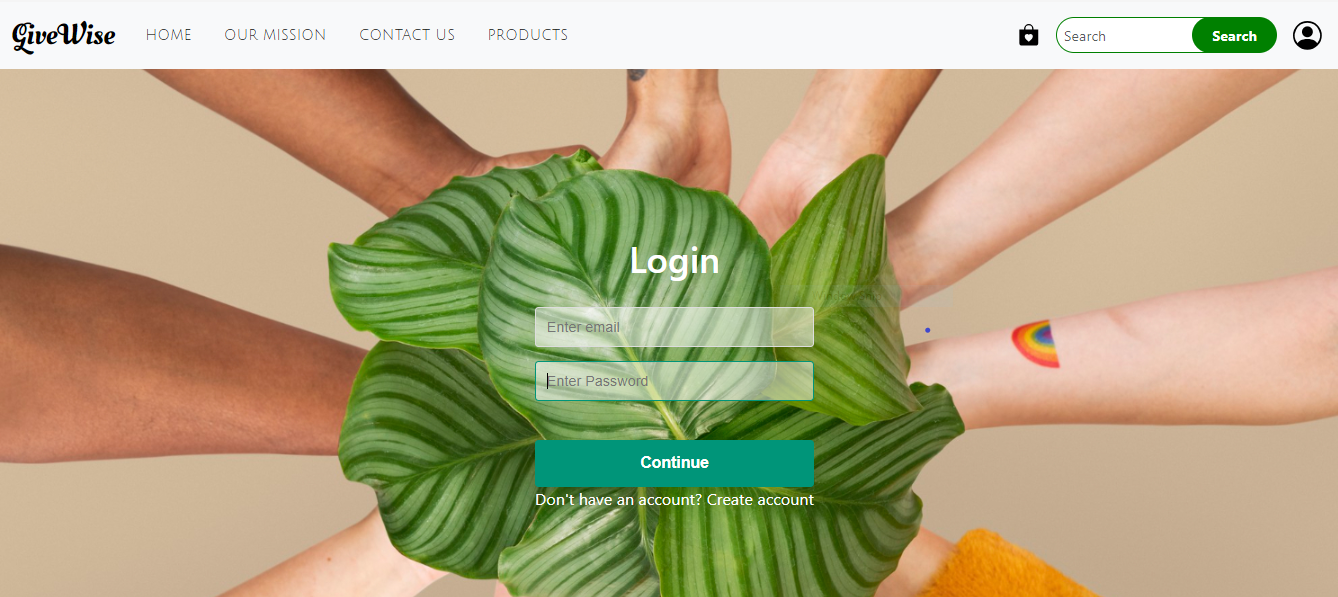 GiveWise HOME OUR MISSION CONTACT US PRODUCTS Search Search
Login
Enter email
Enter Password
Continue
Don't have an account? Create account